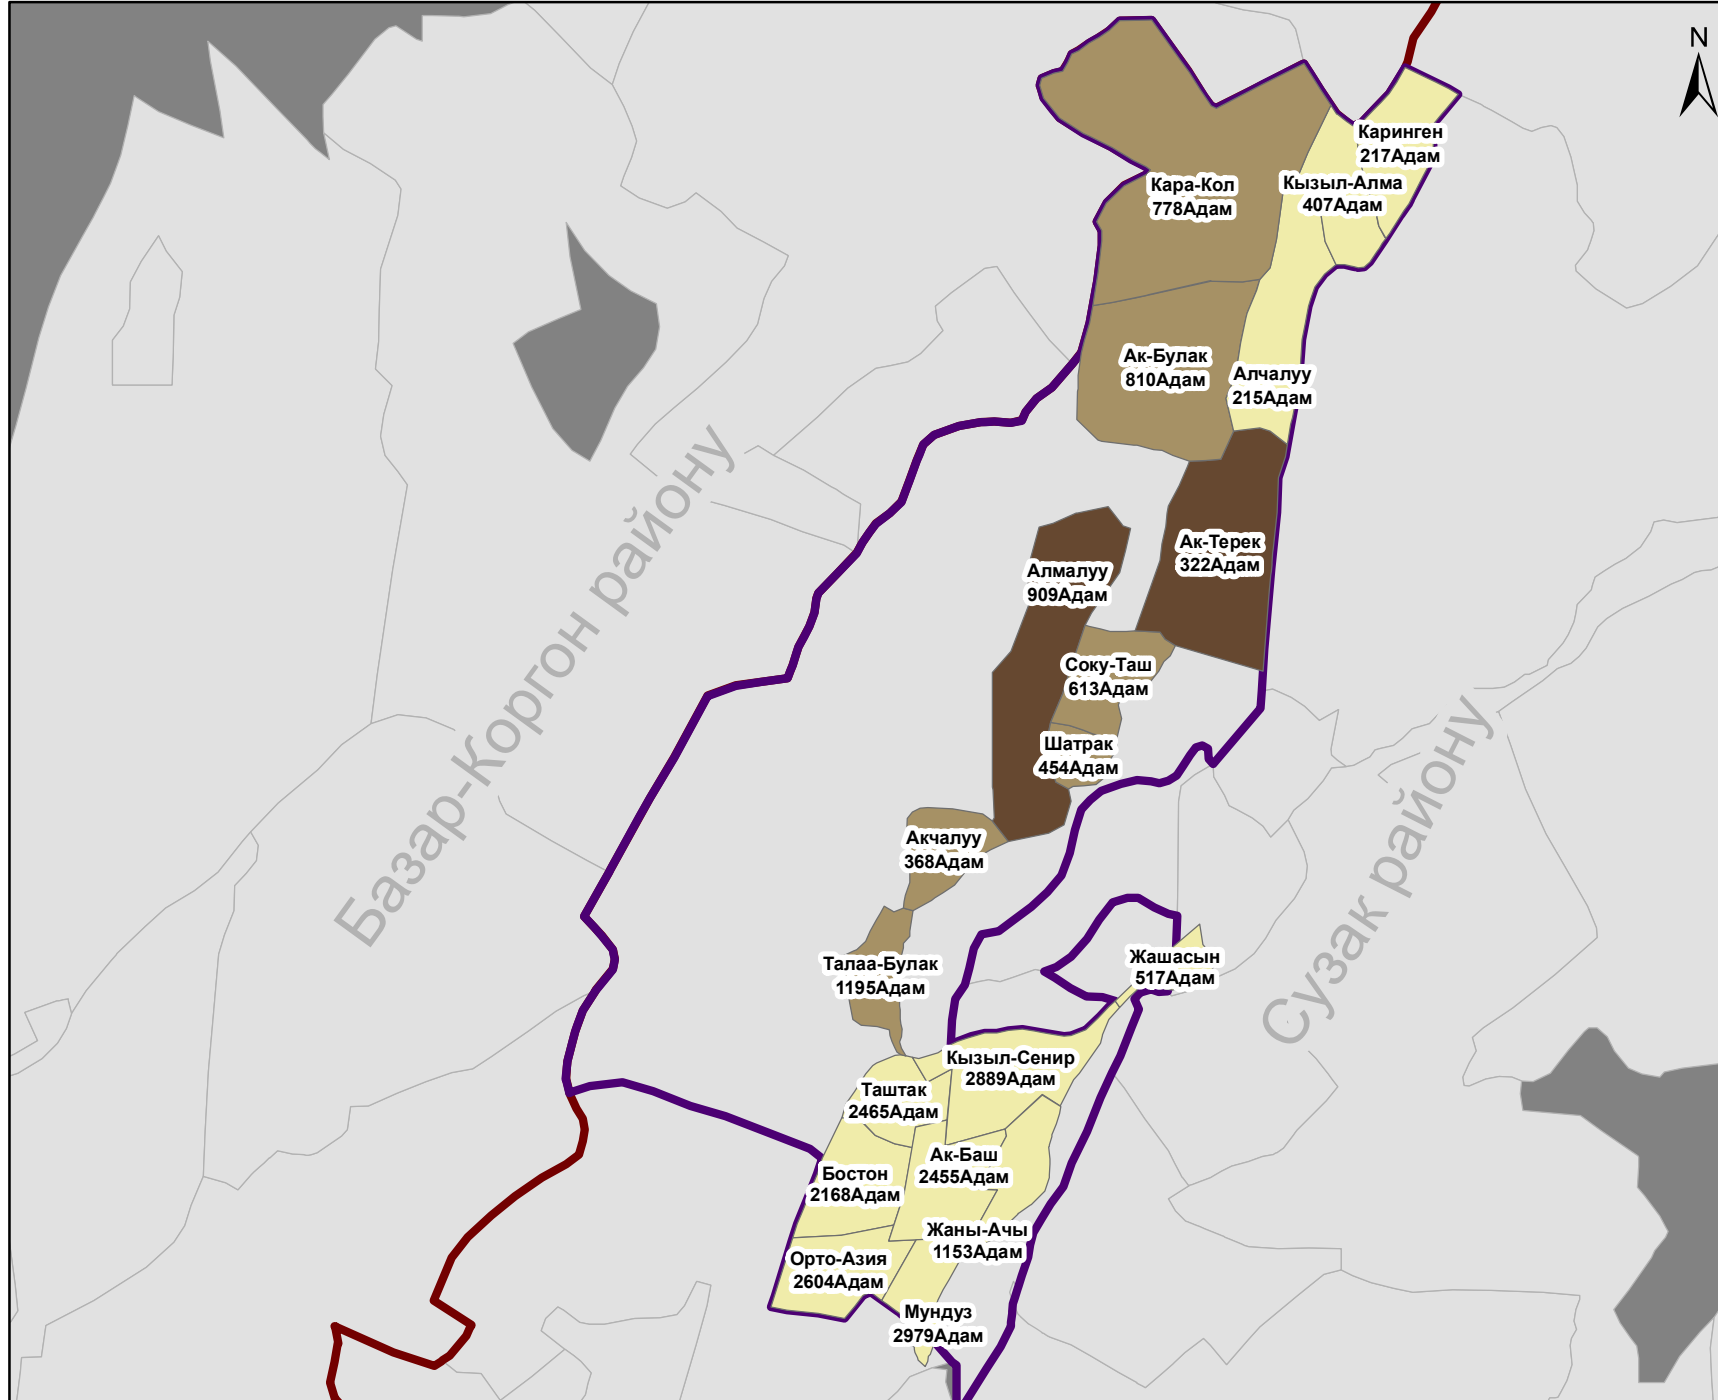 N
Каринген
217Адам
Кызыл-Алма
407Адам
Кара-Кол
778Адам
Ак-Булак
810Адам
Алчалуу
215Адам
Ак-Терек
322Адам
Алмалуу
909Адам
Соку-Таш
613Адам
Шатрак
454Адам
Акчалуу
368Адам
Базар-Коргон району
Сузак району
Жашасын
517Адам
Талаа-Булак
1195Адам
Кызыл-Сенир
2889Адам
Таштак
2465Адам
Ак-Баш
2455Адам
Бостон
2168Адам
Жаны-Ачы
1153Адам
Орто-Азия
2604Адам
Мундуз
2979Адам